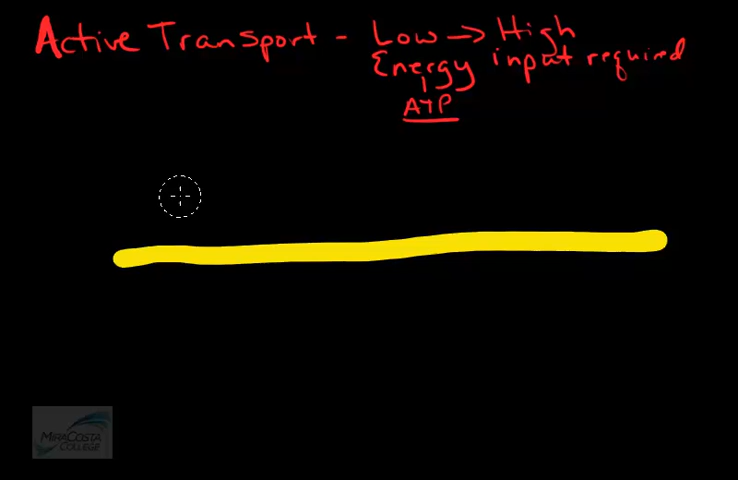 Active Transport - Low → High
Energy input required
ATP
MIRACOSTA
COLLEGE